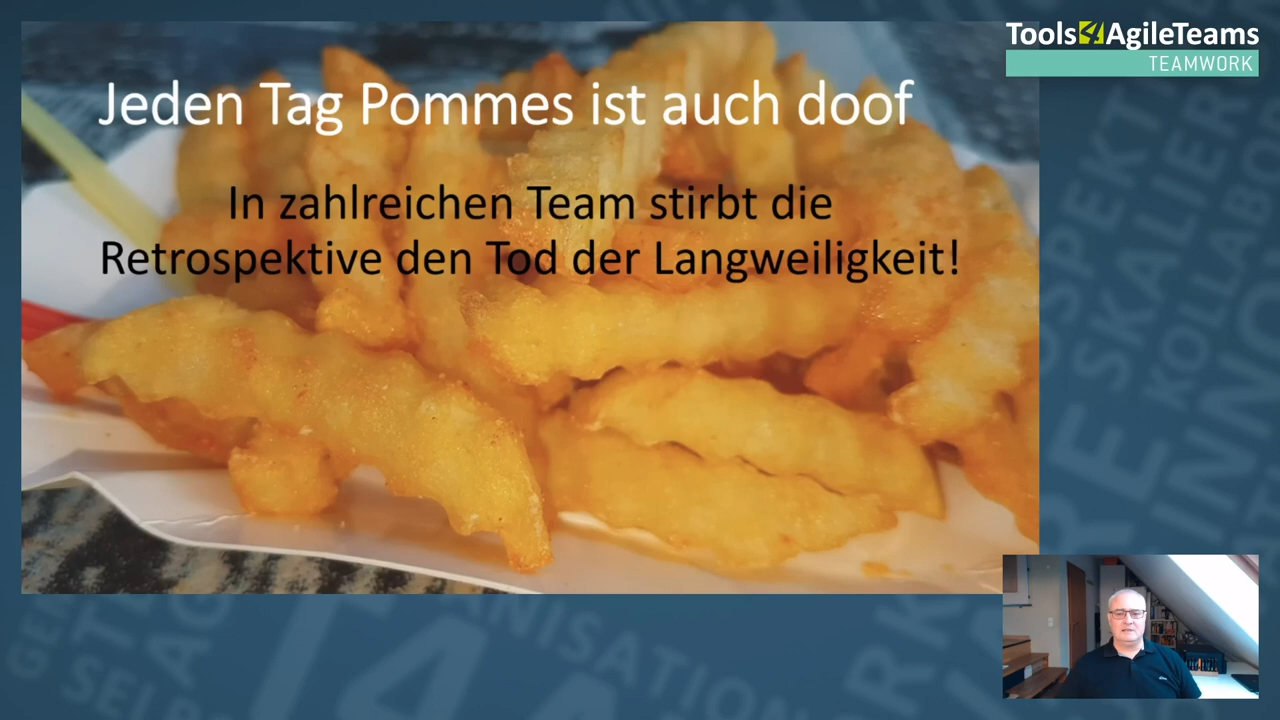 Tools4AgileTeams
TEAMWORK
Jeden Tag Pommes ist auch doof
In zahlreichen Team stirbt die
Retrospektive den Tod der Langweiligkeit!